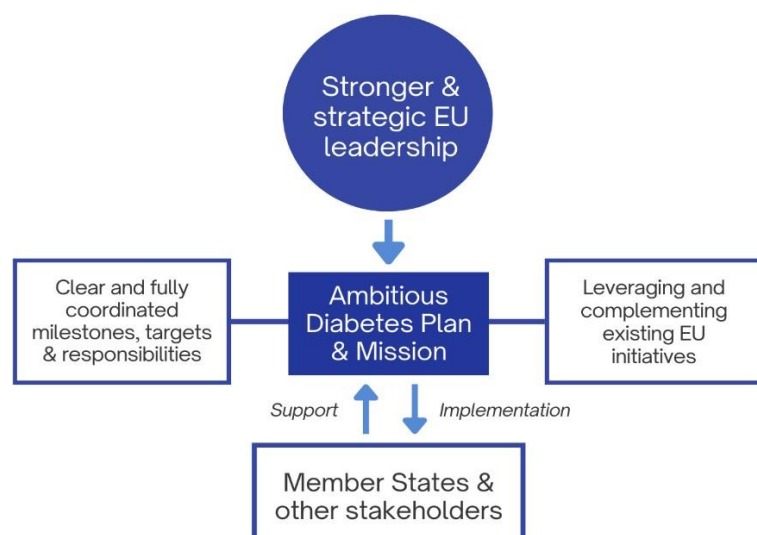 Stronger &
strategic EU
leadership
Clear and fully
coordinated
milestones, targets
& responsibilities
Ambitious
Diabetes Plan
& Mission
Leveraging and
complementing
existing EU
initiatives
Support
Implementation
Member States &
other stakeholders